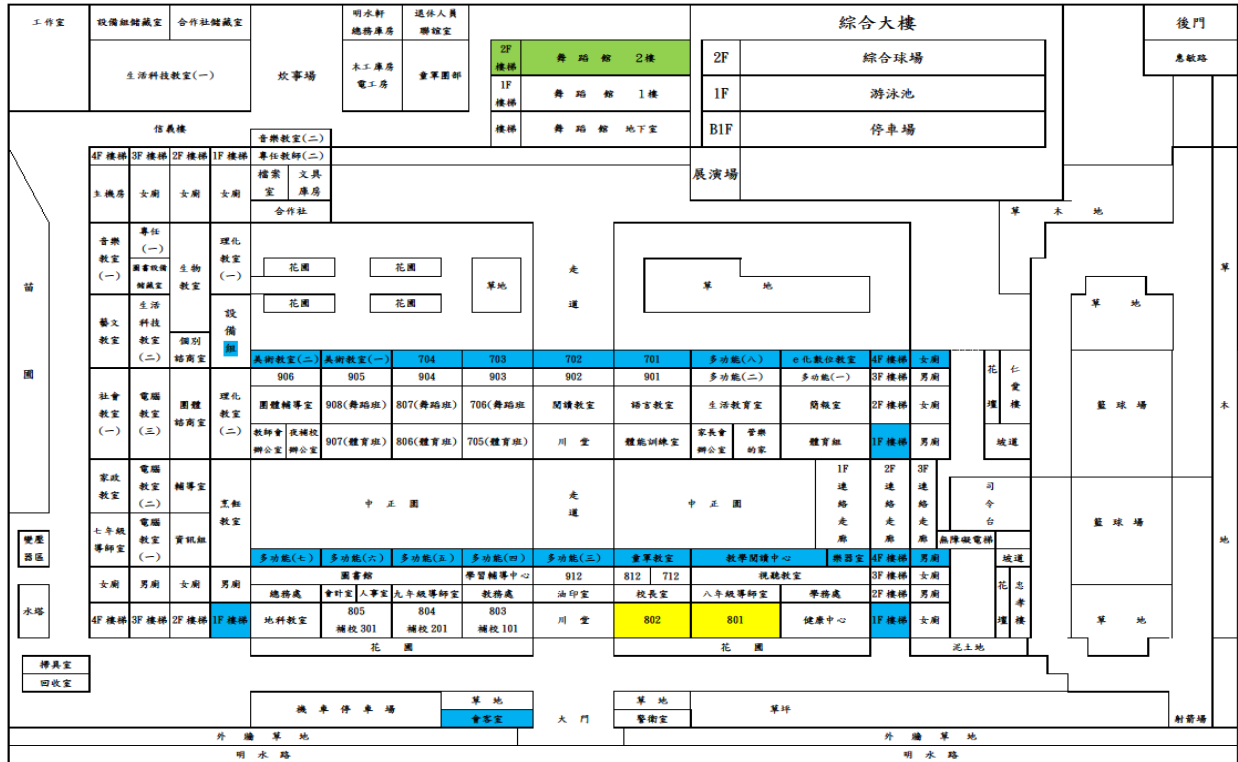 工作室 設備組儲藏室 合作社儲藏室 明水軒 退休人員 綜合大樓 後門
總務庫房 聯誼室
生活科技教室(一) 炊事場 木工庫房 童軍團部 2F 舞蹈館 2樓 2F 綜合球場 惠敏路
電工房 樓梯
1F 舞蹈館 1樓 1F 游泳池
樓梯
信義樓 樓梯 舞蹈館 地下室 B1F 停車場
音樂教室(二)
4F 樓梯 3F 樓梯 2F 樓梯 1F 樓梯 專任教師(二)
主機房 女廁 女廁 女廁 檔案 文具 展演場
室 庫房
合作社 草木地
音樂 專任 生物 理化
教室 (一) 教室 教室
(一) 圖書設備 (一)
儲藏室
花園 花園 草地 走道 草地
苗圃 草木地
花園 花園 草地
藝文 生活 設備組
教室 科技
教室 個別
(二) 諮商室
美術教室(二) 美術教室(一) 704 703 702 701 多功能(八) e化數位教室 4F 樓梯 女廁
906 905 904 903 902 901 多功能(二) 多功能(一) 3F 樓梯 男廁 花壇 仁愛樓 籃球場
社會 電腦 團體 理化 團體輔導室 908(舞蹈班) 807(舞蹈班) 706(舞蹈班 閱讀教室 語言教室 生活教育室 簡報室 2F 樓梯 女廁
教室 教室 諮商室 教室
(一) (三) (二)
教師會 夜補校 907(體育班) 806(體育班) 705(體育班) 川堂 體能訓練室 家長會 管樂 體育組 1F 樓梯 男廁 坡道
辦公室 辦公室 辦公室 的家
家政 電腦 輔導室 烹飪 中正園 走道 中正園 1F 2F 3F 司令台
教室 教室 教室 連絡走廊 連絡走廊 連絡走廊
(二)
七年級 電腦 資訊組 籃球場
導師室 教室
(一)
變壓 無障礙電梯
器區
多功能(七) 多功能(六) 多功能(五) 多功能(四) 多功能(三) 童軍教室 教學閱讀中心 樂器室 4F 樓梯 男廁 坡道
女廁 男廁 女廁 男廁 圖書館 學習輔導中心 912 812 712 視聽教室 3F 樓梯 女廁 花壇 忠孝樓
水塔 總務處 會計室 人事室 九年級導師室 教務處 油印室 校長室 八年級導師室 學務處 2F 樓梯 男廁
4F 樓梯 3F 樓梯 2F 樓梯 1F 樓梯 地科教室 805 804 803 川堂 802 801 健康中心 1F 樓梯 女廁 草地
補校 301 補校 201 補校 101
花園 花園 泥土地
掃具室
回收室
機車停車場 草地 大門 草地 草坪
會客室 警衛室 射箭場
外牆草地 外牆草地
明水路 明水路